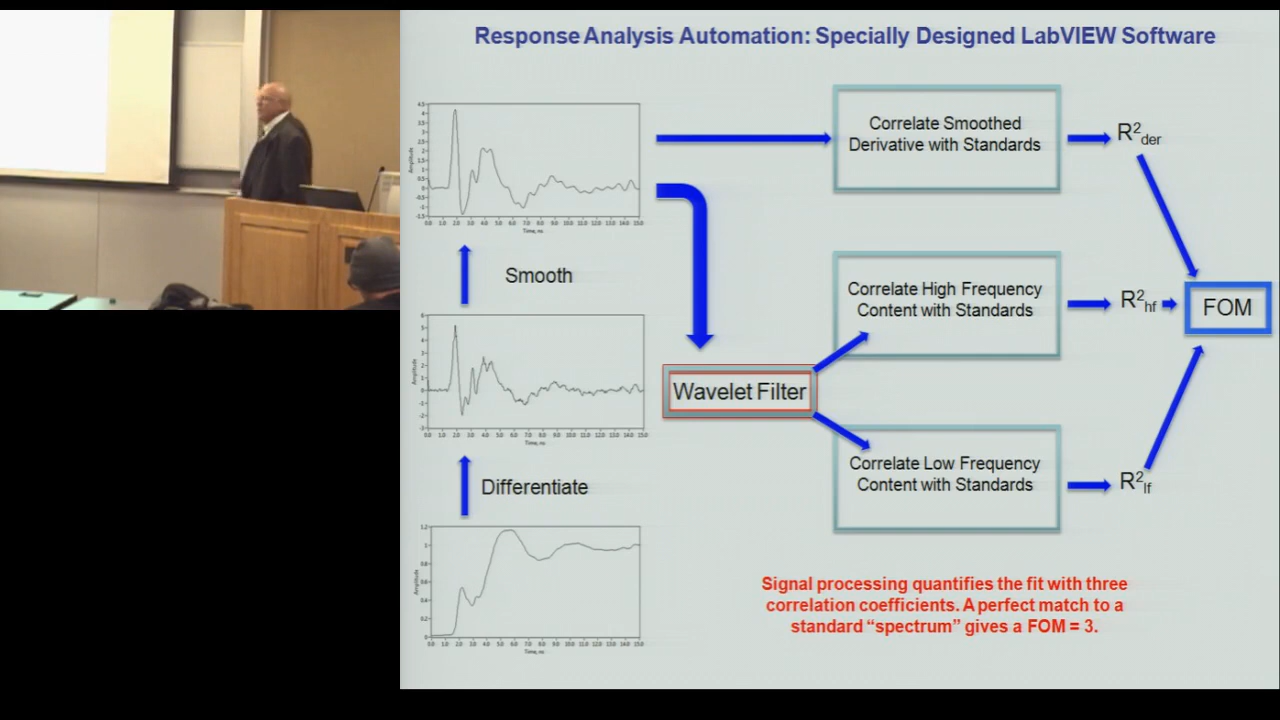 Response Analysis Automation: Specially Designed LabVIEW Software
Correlate Smoothed
Derivative with Standards
R²der
Smooth
Correlate High Frequency
Content with Standards
R²hf
FOM
Wavelet Filter
Differentiate
Correlate Low Frequency
Content with Standards
R²lf
Signal processing quantifies the fit with three
correlation coefficients. A perfect match to a
standard “spectrum” gives a FOM = 3.